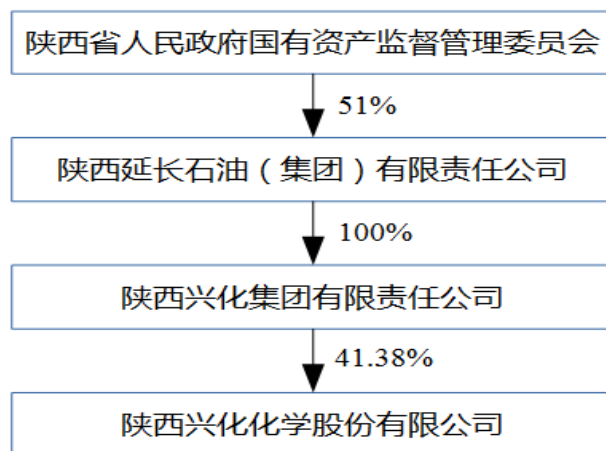 陕西省人民政府国有资产监督管理委员会
51%
陕西延长石油（集团）有限责任公司
100%
陕西兴化集团有限责任公司
41.38%
陕西兴化化学股份有限公司